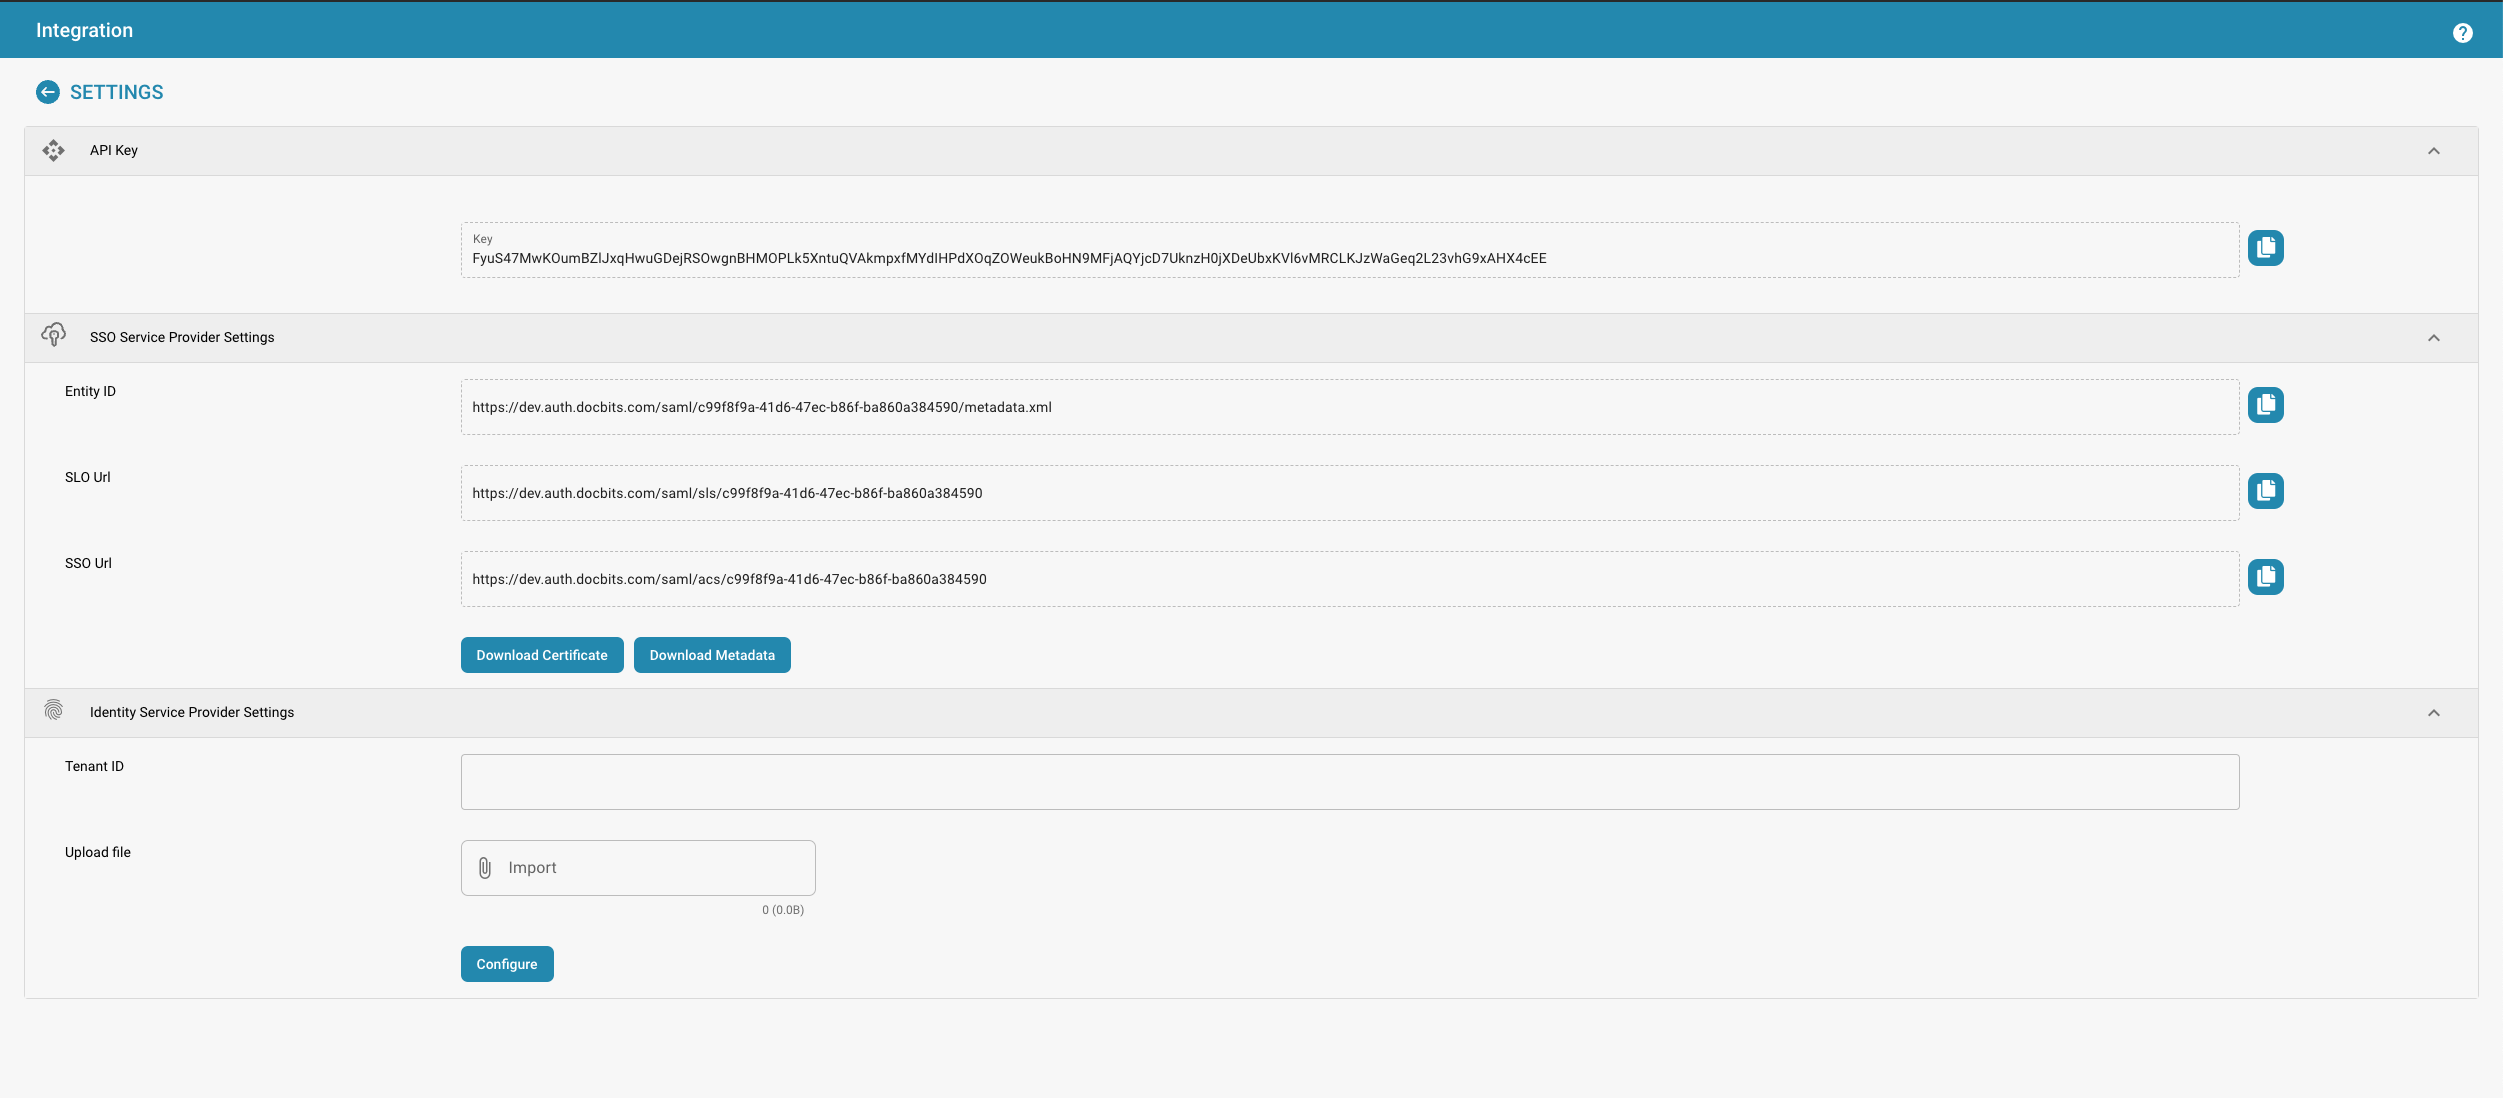 Integration
SETTINGS
API Key
Key
FyuS47MwKOumBZlJxqHwuGDejRSOwgnBHMOPLk5XntuQVAkmpxfMYdIHPdXOqZOWeukBoHN9MFjAQYjcD7UknzH0jXDeUbxKVl6vMRCLKJzWaGeq2L23vhG9xAHX4cEE
SSO Service Provider Settings
Entity ID
https://dev.auth.docbits.com/saml/c99f8f9a-41d6-47ec-b86f-ba860a384590/metadata.xml
SLO Url
https://dev.auth.docbits.com/saml/sls/c99f8f9a-41d6-47ec-b86f-ba860a384590
SSO Url
https://dev.auth.docbits.com/saml/acs/c99f8f9a-41d6-47ec-b86f-ba860a384590
Download Certificate Download Metadata
Identity Service Provider Settings
Tenant ID
Upload file
Import
0 (0.0B)
Configure